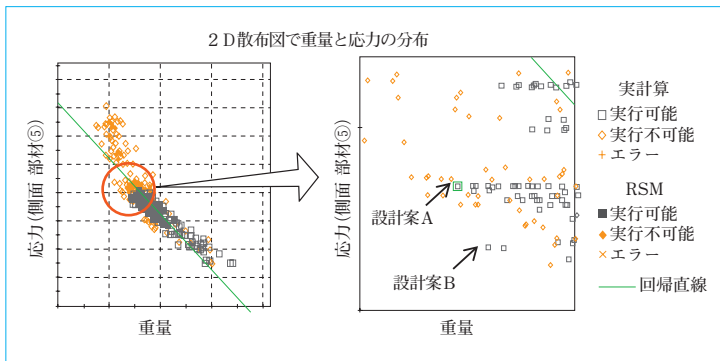 2D散布図で重量と応力の分布
応力(側面 部材⑤)
重量
応力(側面 部材⑤)
設計案A
設計案B
重量
実計算
実行可能
実行不可能
エラー
RSM
実行可能
実行不可能
エラー
回帰直線